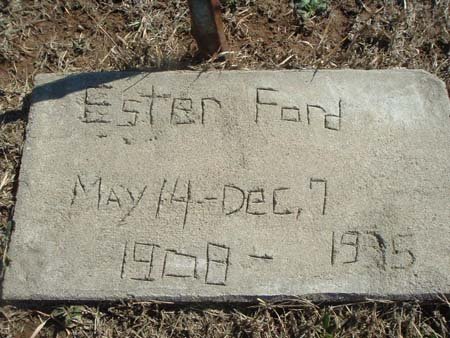 Ester Ford
May 14 - Dec, 7
1908 - 1975